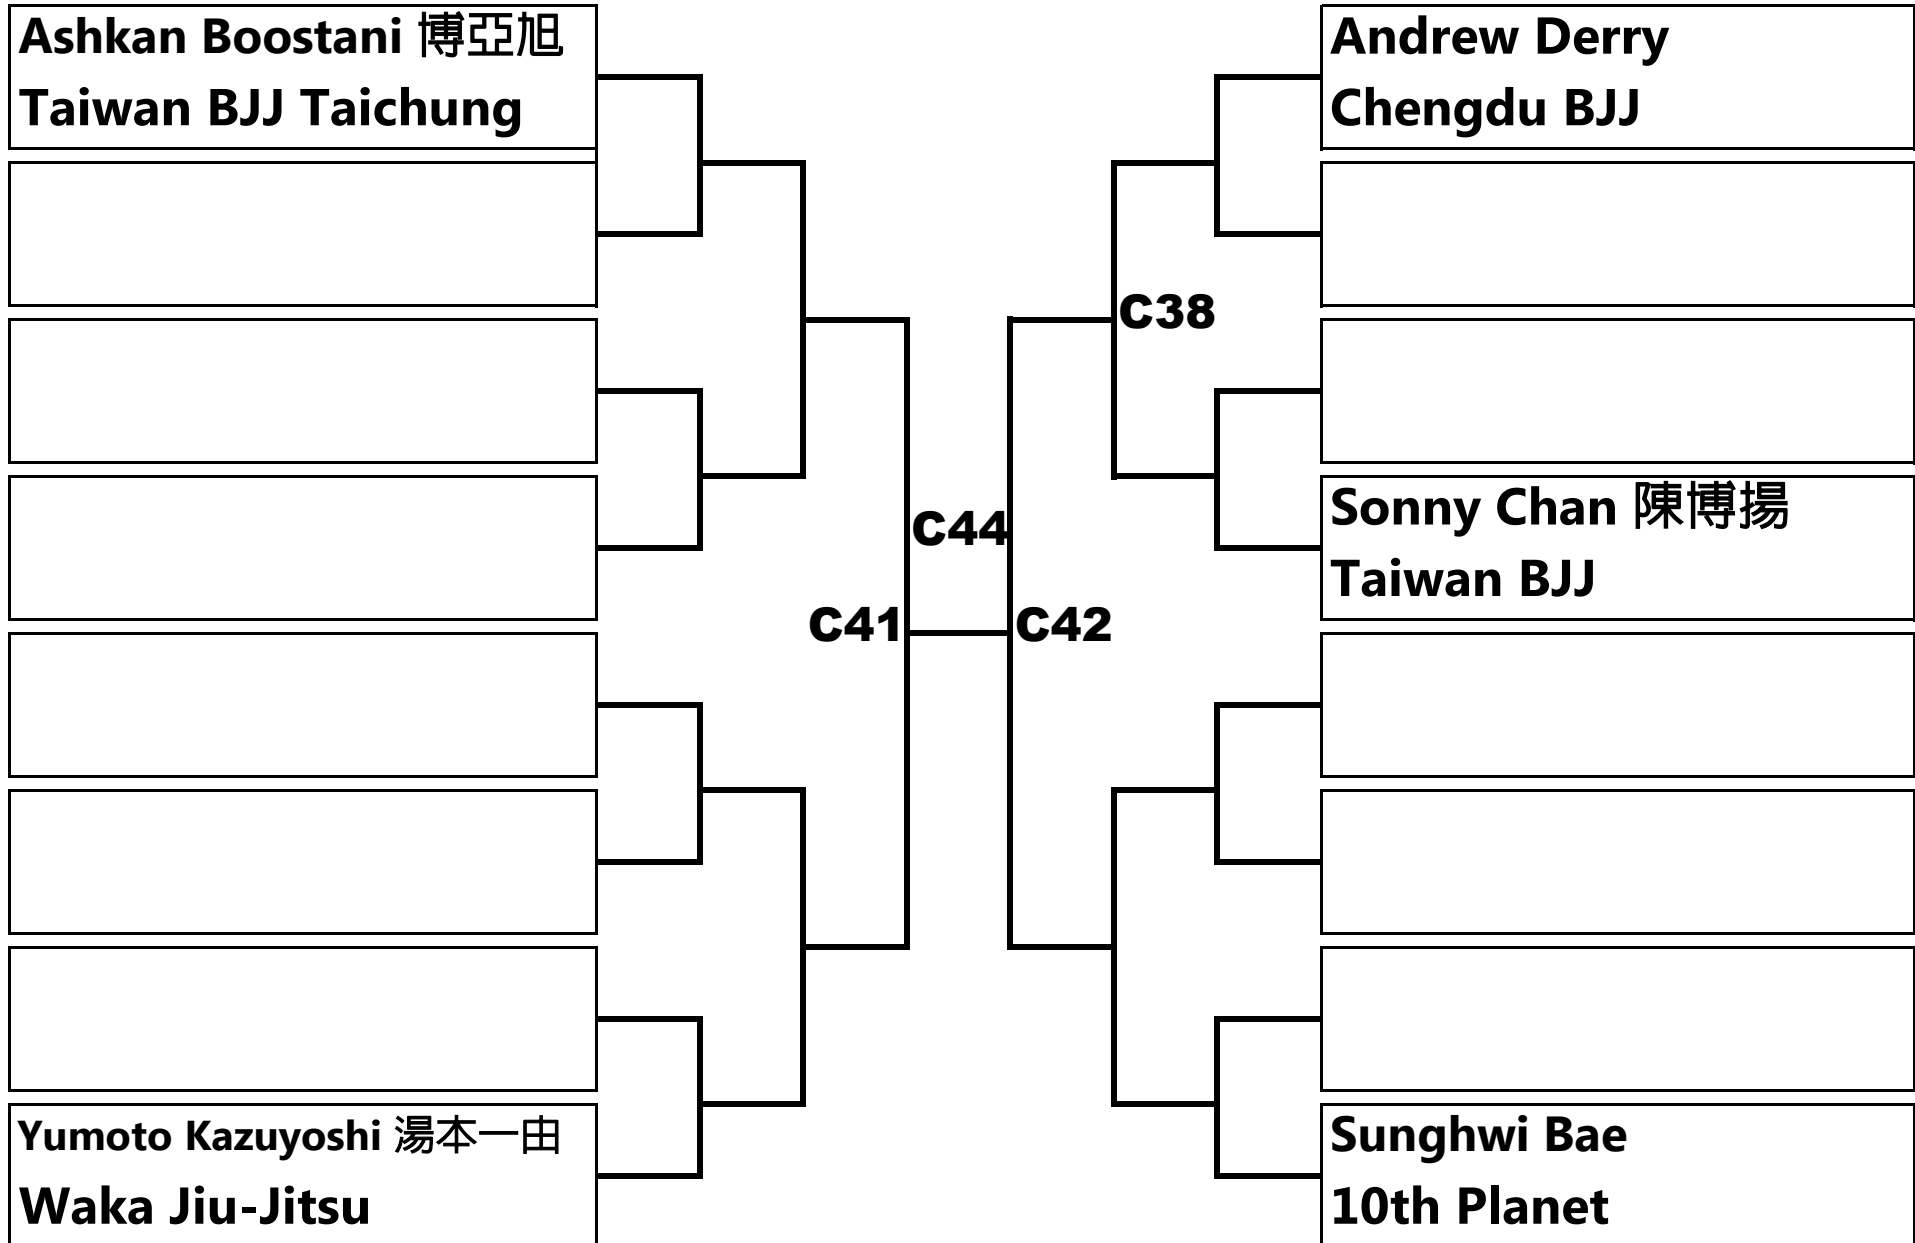 Ashkan Boostani 博亞旭
Taiwan BJJ Taichung
Yumoto Kazuyoshi 湯本一由
Waka Jiu-Jitsu
C41
C44
C42
C38
Andrew Derry
Chengdu BJJ
Sonny Chan 陳博揚
Taiwan BJJ
Sunghwi Bae
10th Planet